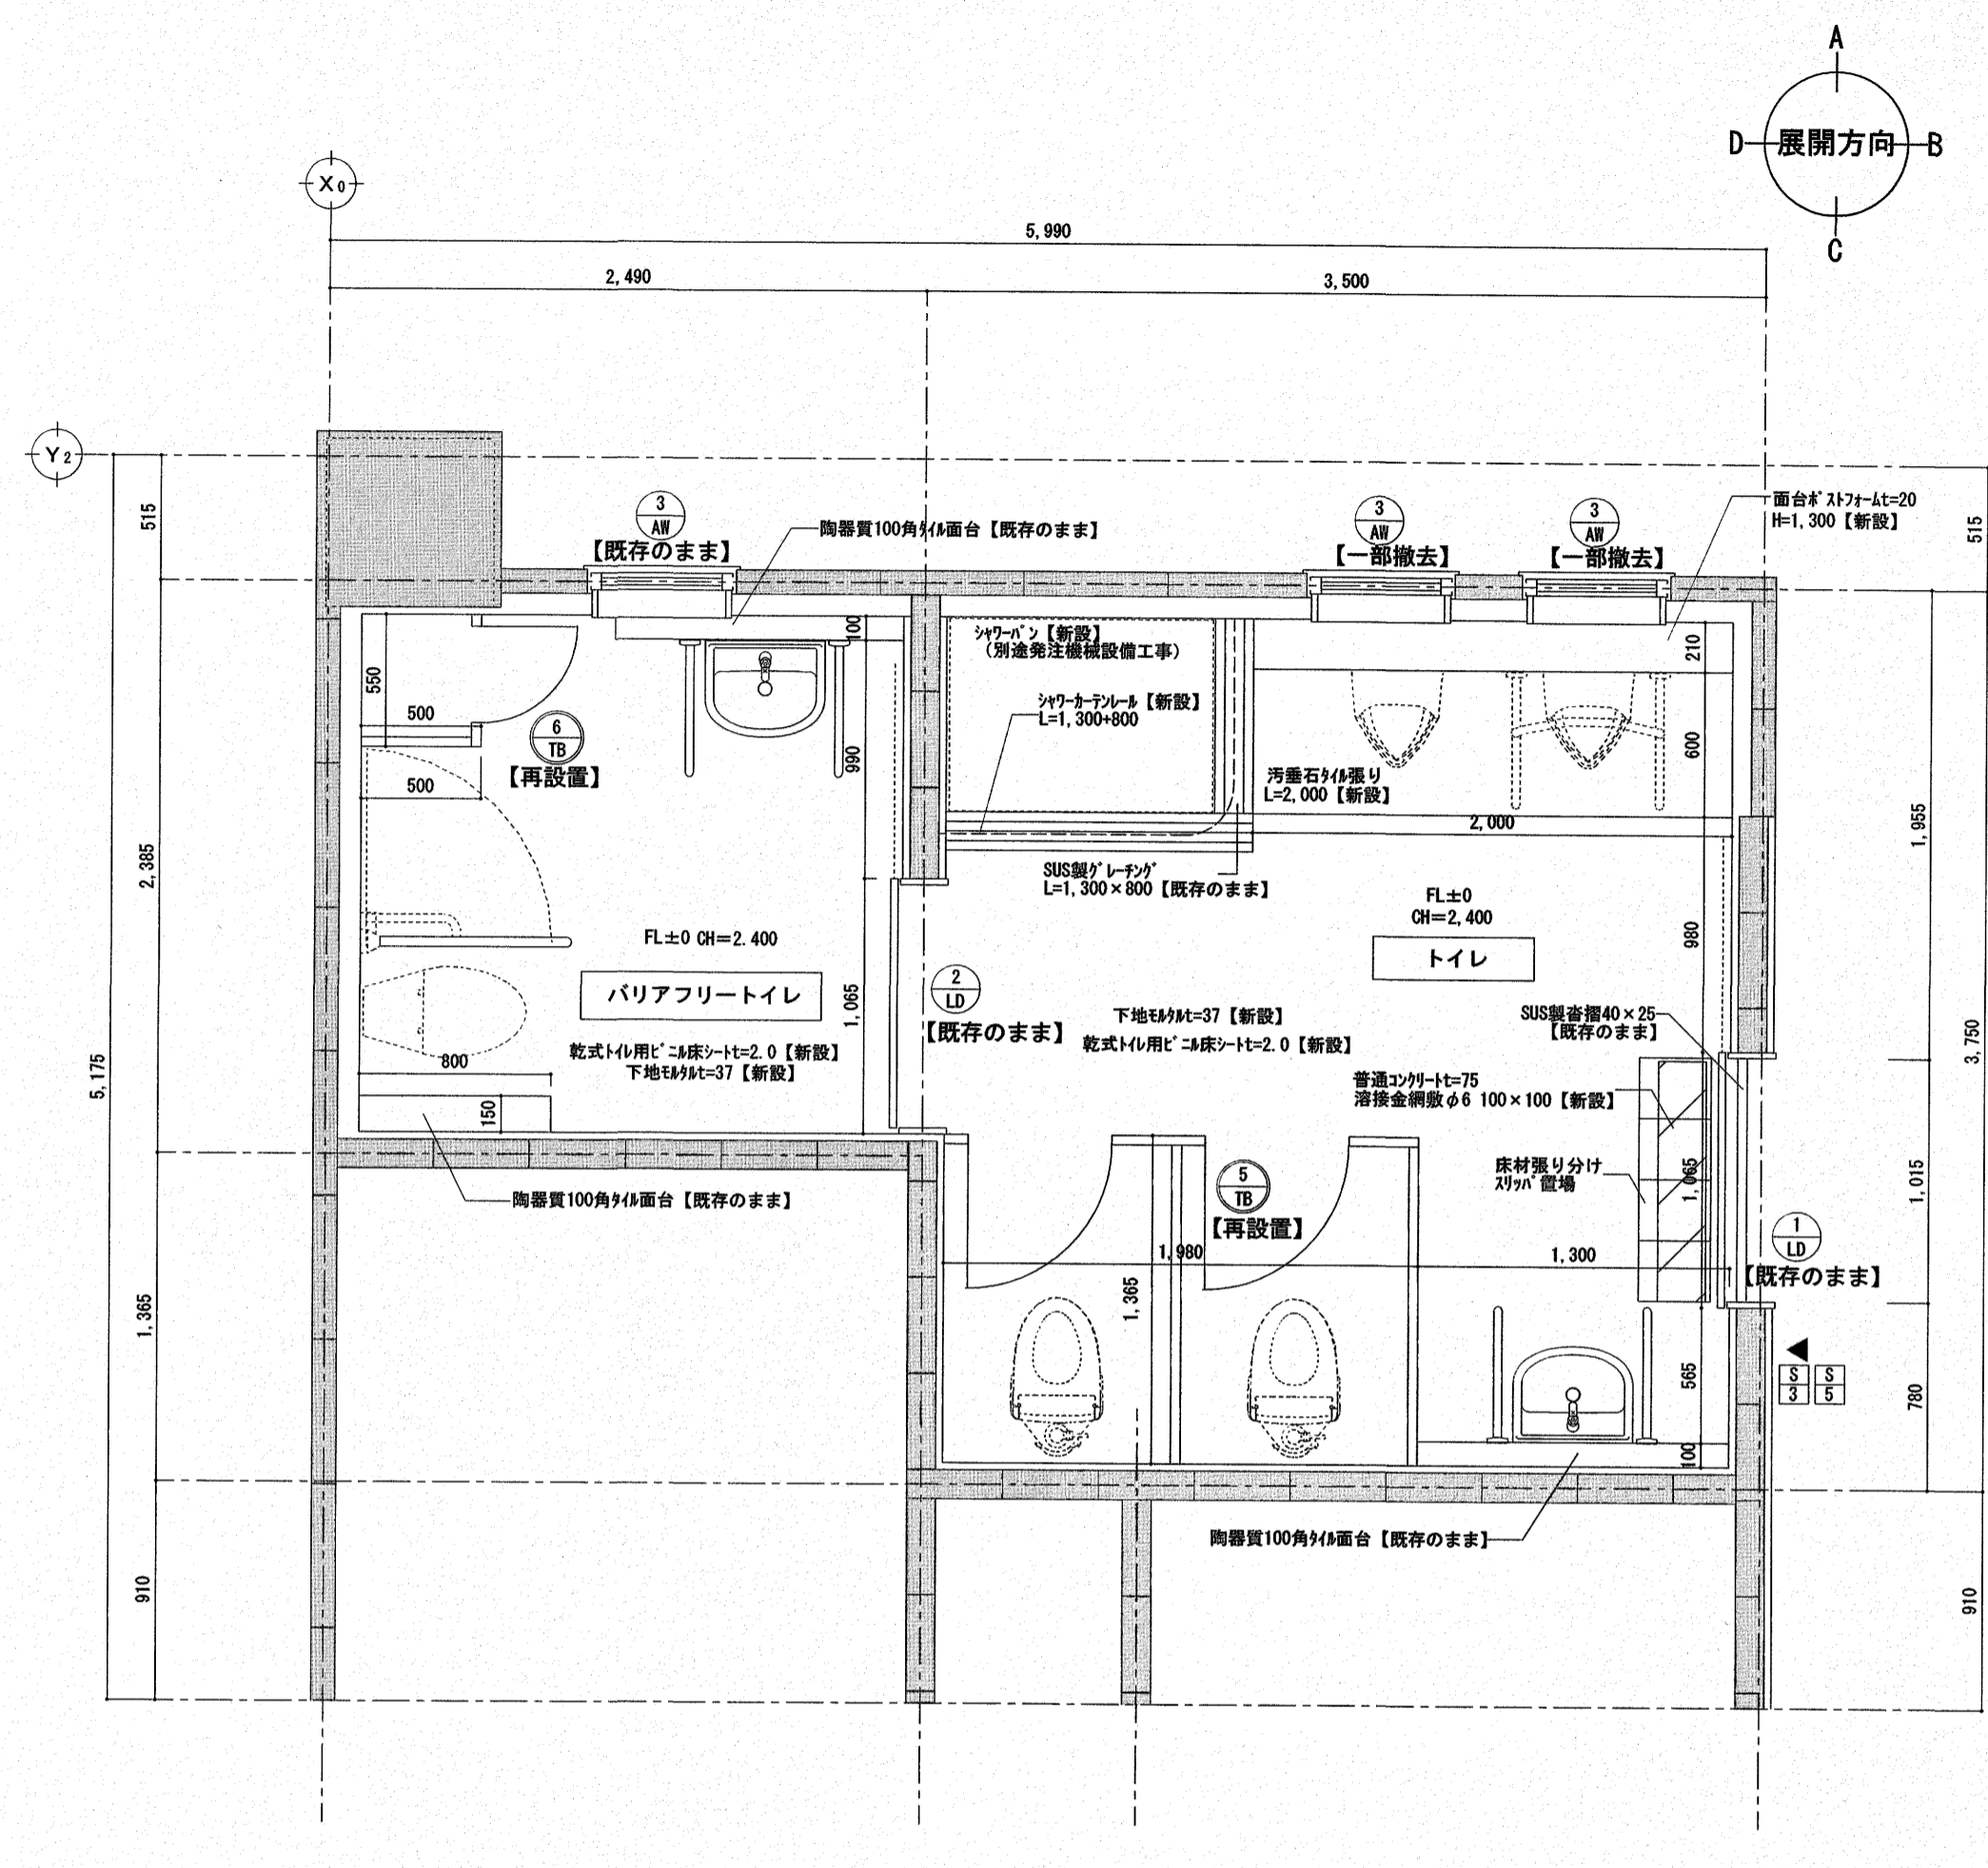 A
D 展開方向 B
C
X0
5,990
2,490
3,500
Y2
515
2,385
5,175
1,365
910
515
1,955
3,750
1,015
780
910
3
AW
【既存のまま】
陶器質100角ﾀｲﾙ面台【既存のまま】
3
AW
【一部撤去】
3
AW
【一部撤去】
面台ﾎﾟｽﾄﾌｫｰﾑt=20
H=1,300【新設】
ｼｬﾜｰﾊﾟﾝ【新設】
（別途発注機械設備工事）
ｼｬﾜｰｶｰﾃﾝﾚｰﾙ【新設】
L=1,300+800
100
210
550
500
6
TB
【再設置】
500
990
600
汚垂石ﾀｲﾙ張り
L=2,000【新設】
2,000
SUS製ｸﾞﾚｰﾁﾝｸﾞ
L=1,300×800【既存のまま】
FL±0
CH=2,400
トイレ
980
FL±0 CH=2.400
バリアフリートイレ
1,065
2
LD
【既存のまま】
下地ﾓﾙﾀﾙt=37【新設】
乾式ﾄｲﾚ用ﾋﾞﾆﾙ床ｼｰﾄt=2.0【新設】
SUS製沓摺40×25
【既存のまま】
乾式ﾄｲﾚ用ﾋﾞﾆﾙ床ｼｰﾄt=2.0【新設】
下地ﾓﾙﾀﾙt=37【新設】
800
150
普通ｺﾝｸﾘｰﾄt=75
溶接金網敷φ6 100×100【新設】
床材張り分け
ｽﾘｯﾊﾟ置場
1,065
陶器質100角ﾀｲﾙ面台【既存のまま】
5
TB
【再設置】
1,980
1,300
1
LD
【既存のまま】
1,365
565
100
S
3
S
5
陶器質100角ﾀｲﾙ面台【既存のまま】